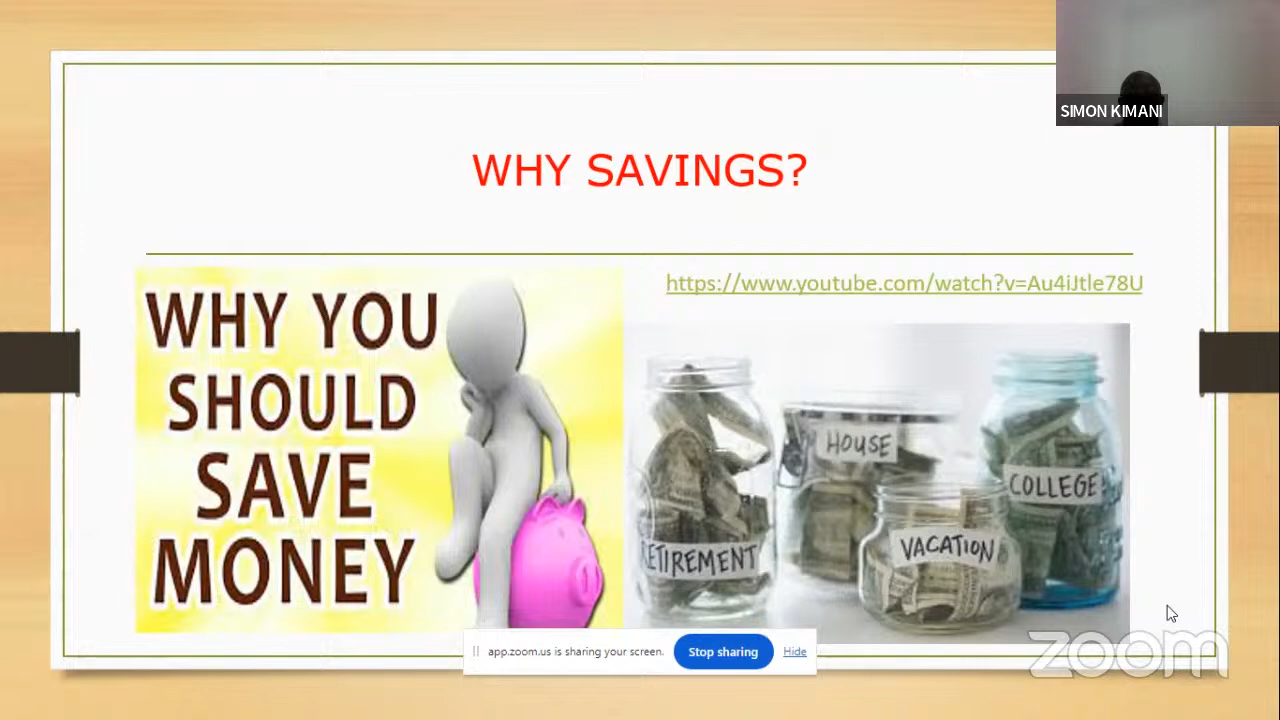 SIMON KIMANI
WHY SAVINGS?
https://www.youtube.com/watch?v=Au4iJtle78U
WHY YOU
SHOULD
SAVE
MONEY
RETIREMENT
HOUSE
VACATION
COLLEGE
app.zoom.us is sharing your screen.
Stop sharing
Hide
zoom